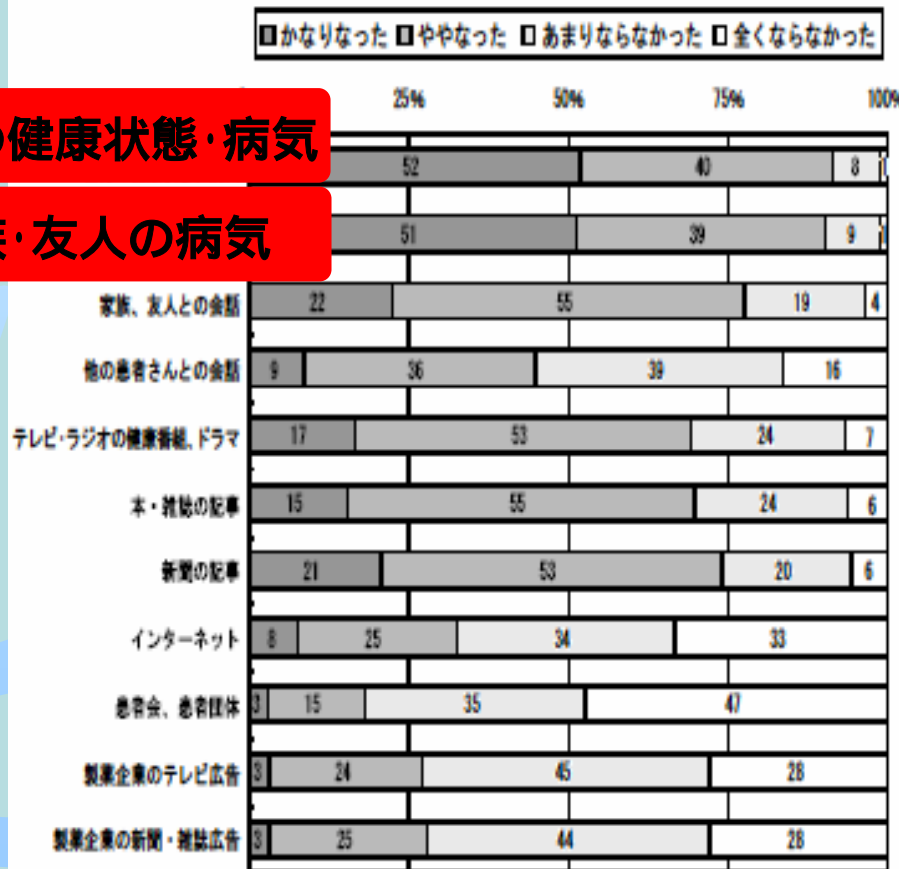 かなりなった ややなった あまりならなかった 全くならなかった
25% 50% 75% 100%
の健康状態・病気 52 40 8
・友人の病気 51 39 9
家族、友人との会話 22 55 19 4
他の患者さんとの会話 9 36 39 16
テレビ・ラジオの健康番組、ドラマ 17 53 24 7
本・雑誌の記事 15 55 24 6
新聞の記事 21 53 20 6
インターネット 8 25 34 33
患者会、患者団体 3 15 35 47
製薬企業のテレビ広告 3 24 45 28
製薬企業の新聞・雑誌広告 3 25 44 28